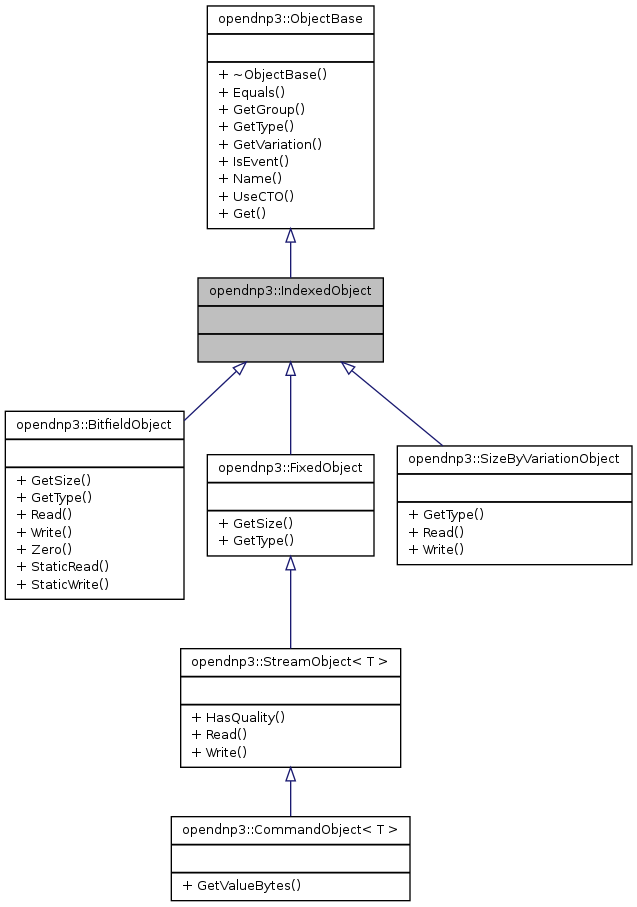 opendnp3::ObjectBase
+ ~ObjectBase()
+ Equals()
+ GetGroup()
+ GetType()
+ GetVariation()
+ IsEvent()
+ Name()
+ UseCTO()
+ Get()
opendnp3::IndexedObject
opendnp3::BitfieldObject
+ GetSize()
+ GetType()
+ Read()
+ Write()
+ Zero()
+ StaticRead()
+ StaticWrite()
opendnp3::FixedObject
+ GetSize()
+ GetType()
opendnp3::SizeByVariationObject
+ GetType()
+ Read()
+ Write()
opendnp3::StreamObject< T >
+ HasQuality()
+ Read()
+ Write()
opendnp3::CommandObject< T >
+ GetValueBytes()